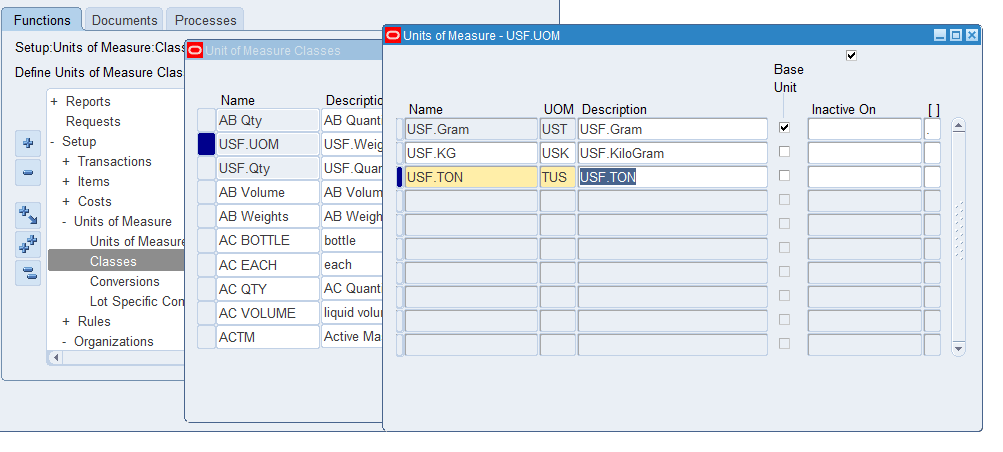 Functions
Documents
Processes
Setup:Units of Measure:Clas
Define Units of Measure Clas
+ Reports
Requests
- Setup
+ Transactions
+ Items
+ Costs
- Units of Measure
Units of Measure
Classes
Conversions
Lot Specific Con
+ Rules
- Organizations
Unit of Measure Classes
Name Descriptic
AB Qty AB Quant
USF.UOM USF.Weig
USF.Qty USF.Quan
AB Volume AB Volum
AB Weights AB Weigh
AC BOTTLE bottle
AC EACH each
AC QTY AC Quant
AC VOLUME liquid volu
ACTM Active Ma
Units of Measure - USF.UOM
Base
Unit
Name UOM Description Inactive On [ ]
USF.Gram UST USF.Gram .
USF.KG USK USF.KiloGram
USF.TON TUS USF.TON